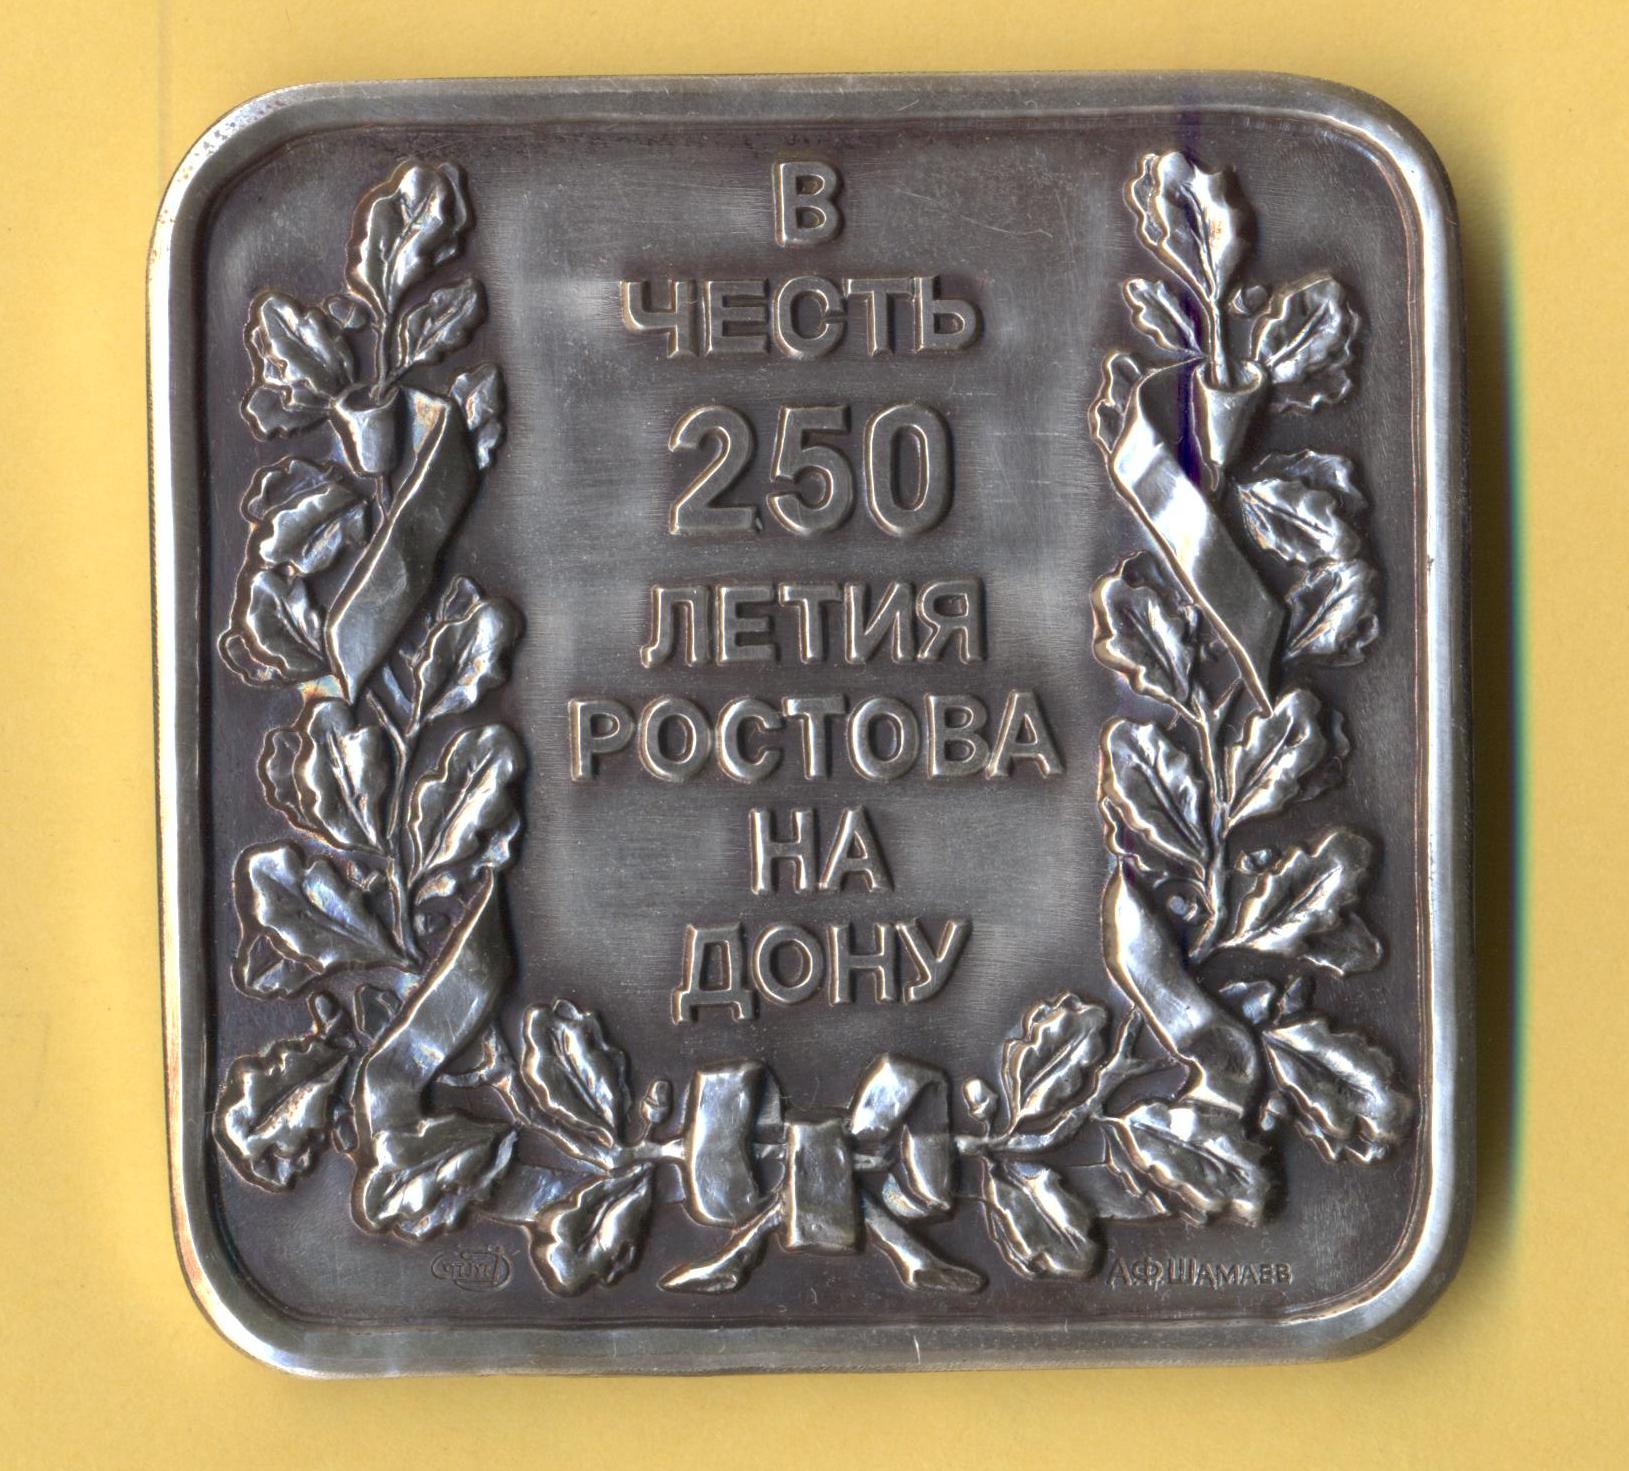 В
ЧЕСТЬ
250
ЛЕТИЯ
РОСТОВА
НА
ДОНУ
А.Ф.ШАМАЕВ